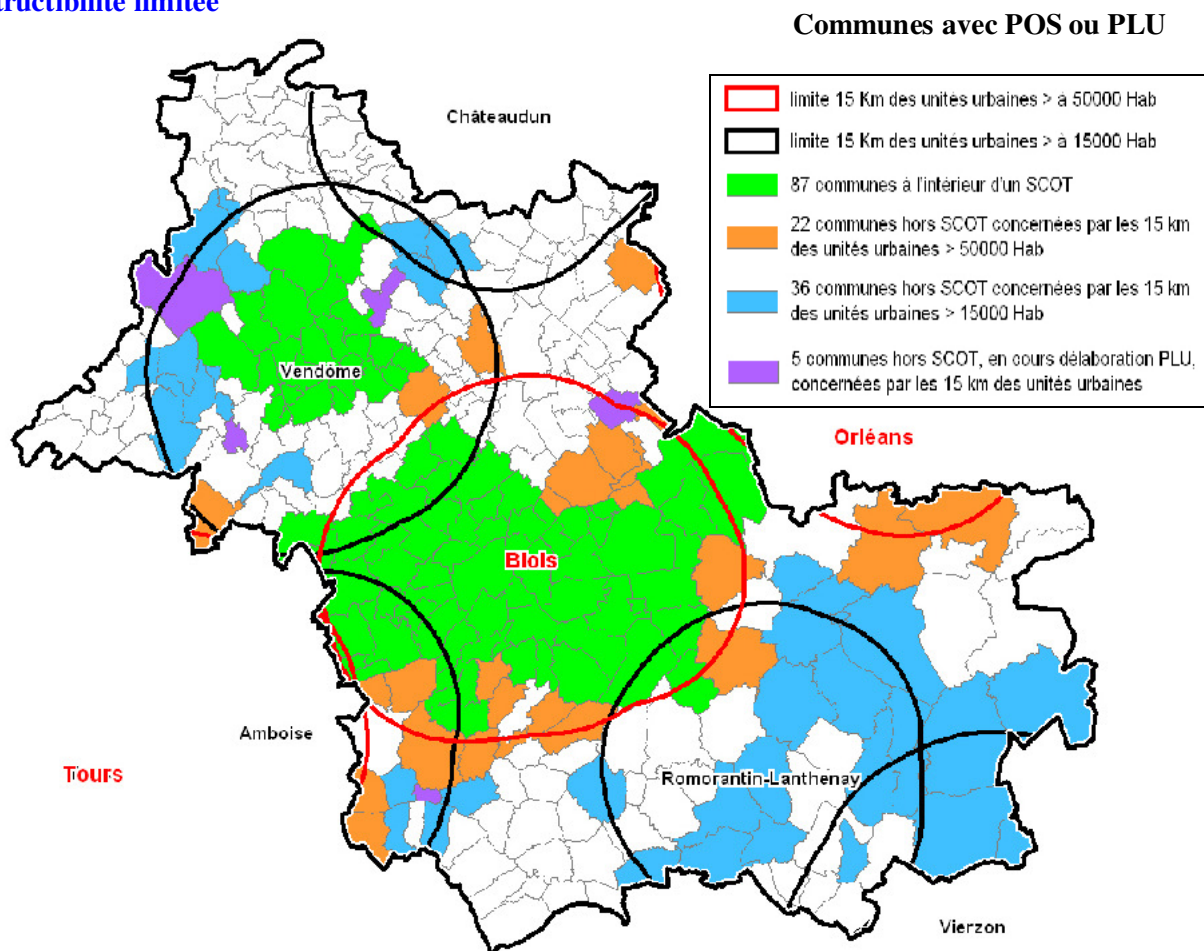 tructibilité limitée
Communes avec POS ou PLU
limite 15 Km des unités urbaines > à 50000 Hab
limite 15 Km des unités urbaines > à 15000 Hab
87 communes à l'intérieur d'un SCOT
22 communes hors SCOT concernées par les 15 km
des unités urbaines > 50000 Hab
36 communes hors SCOT concernées par les 15 km
des unités urbaines > 15000 Hab
5 communes hors SCOT, en cours délaboration PLU,
concernées par les 15 km des unités urbaines
Châteaudun
Vendôme
Orléans
Blois
Amboise
Tours
Romorantin-Lanthenay
Vierzon